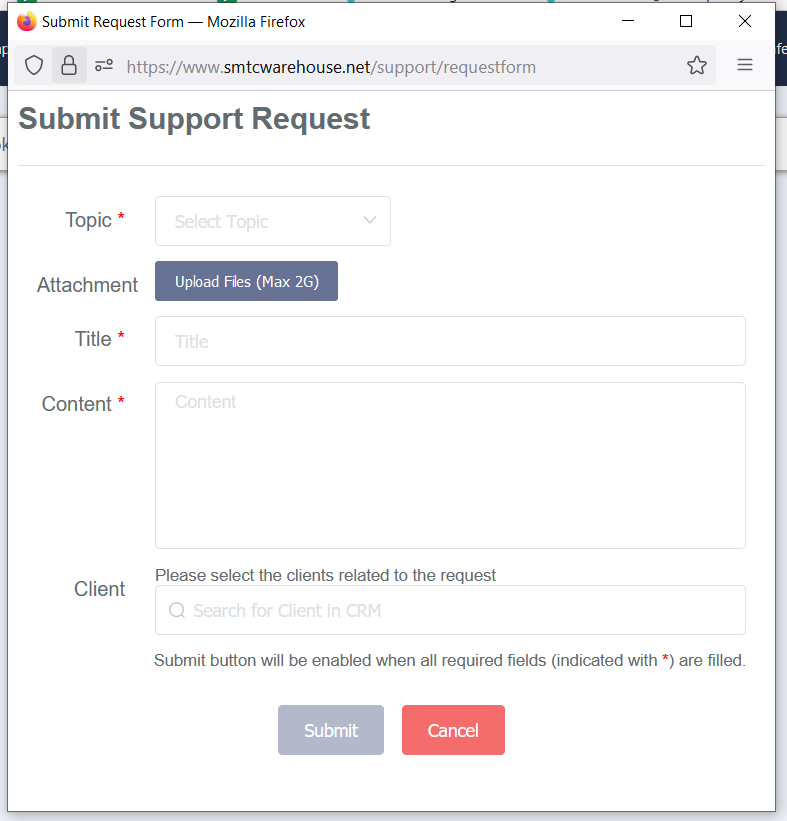 Submit Request Form — Mozilla Firefox
https://www.smtcwarehouse.net/support/requestform
Submit Support Request
Topic *
Select Topic
Attachment
Upload Files (Max 2G)
Title *
Title
Content *
Content
Client
Please select the clients related to the request
Search for Client in CRM
Submit button will be enabled when all required fields (indicated with *) are filled.
Submit
Cancel